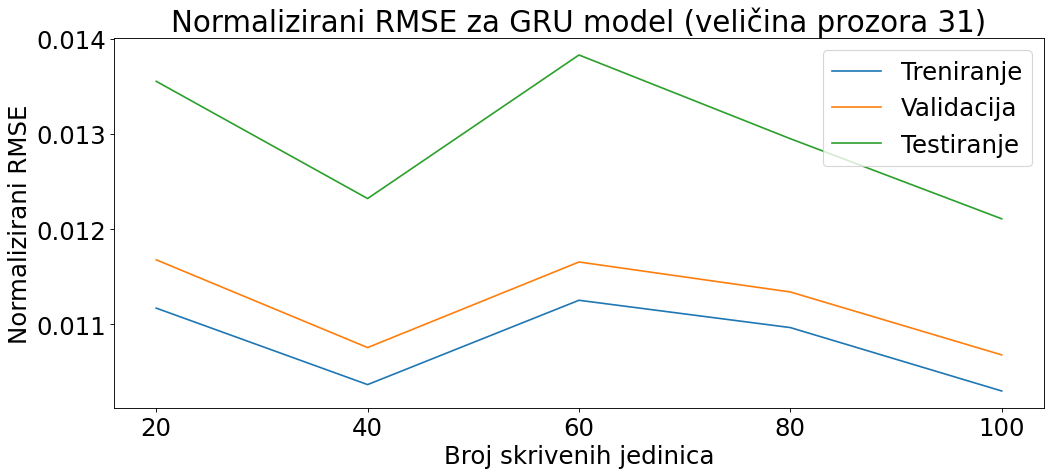 Normalizirani RMSE za GRU model (veličina prozora 31)
Normalizirani RMSE
0.014
0.013
0.012
0.011
Treniranje
Validacija
Testiranje
20 40 60 80 100
Broj skrivenih jedinica